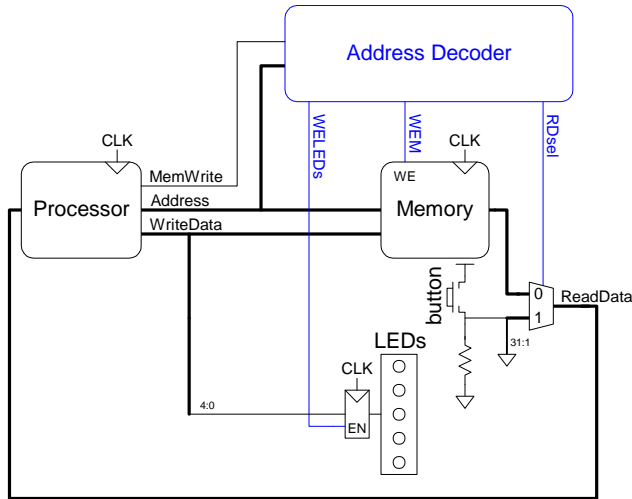 Address Decoder
WELEDs
WEM
RDsel
CLK
CLK
MemWrite
WE
Processor
Address
Memory
WriteData
button
0
ReadData
1
31:1
LEDs
CLK
4:0
EN